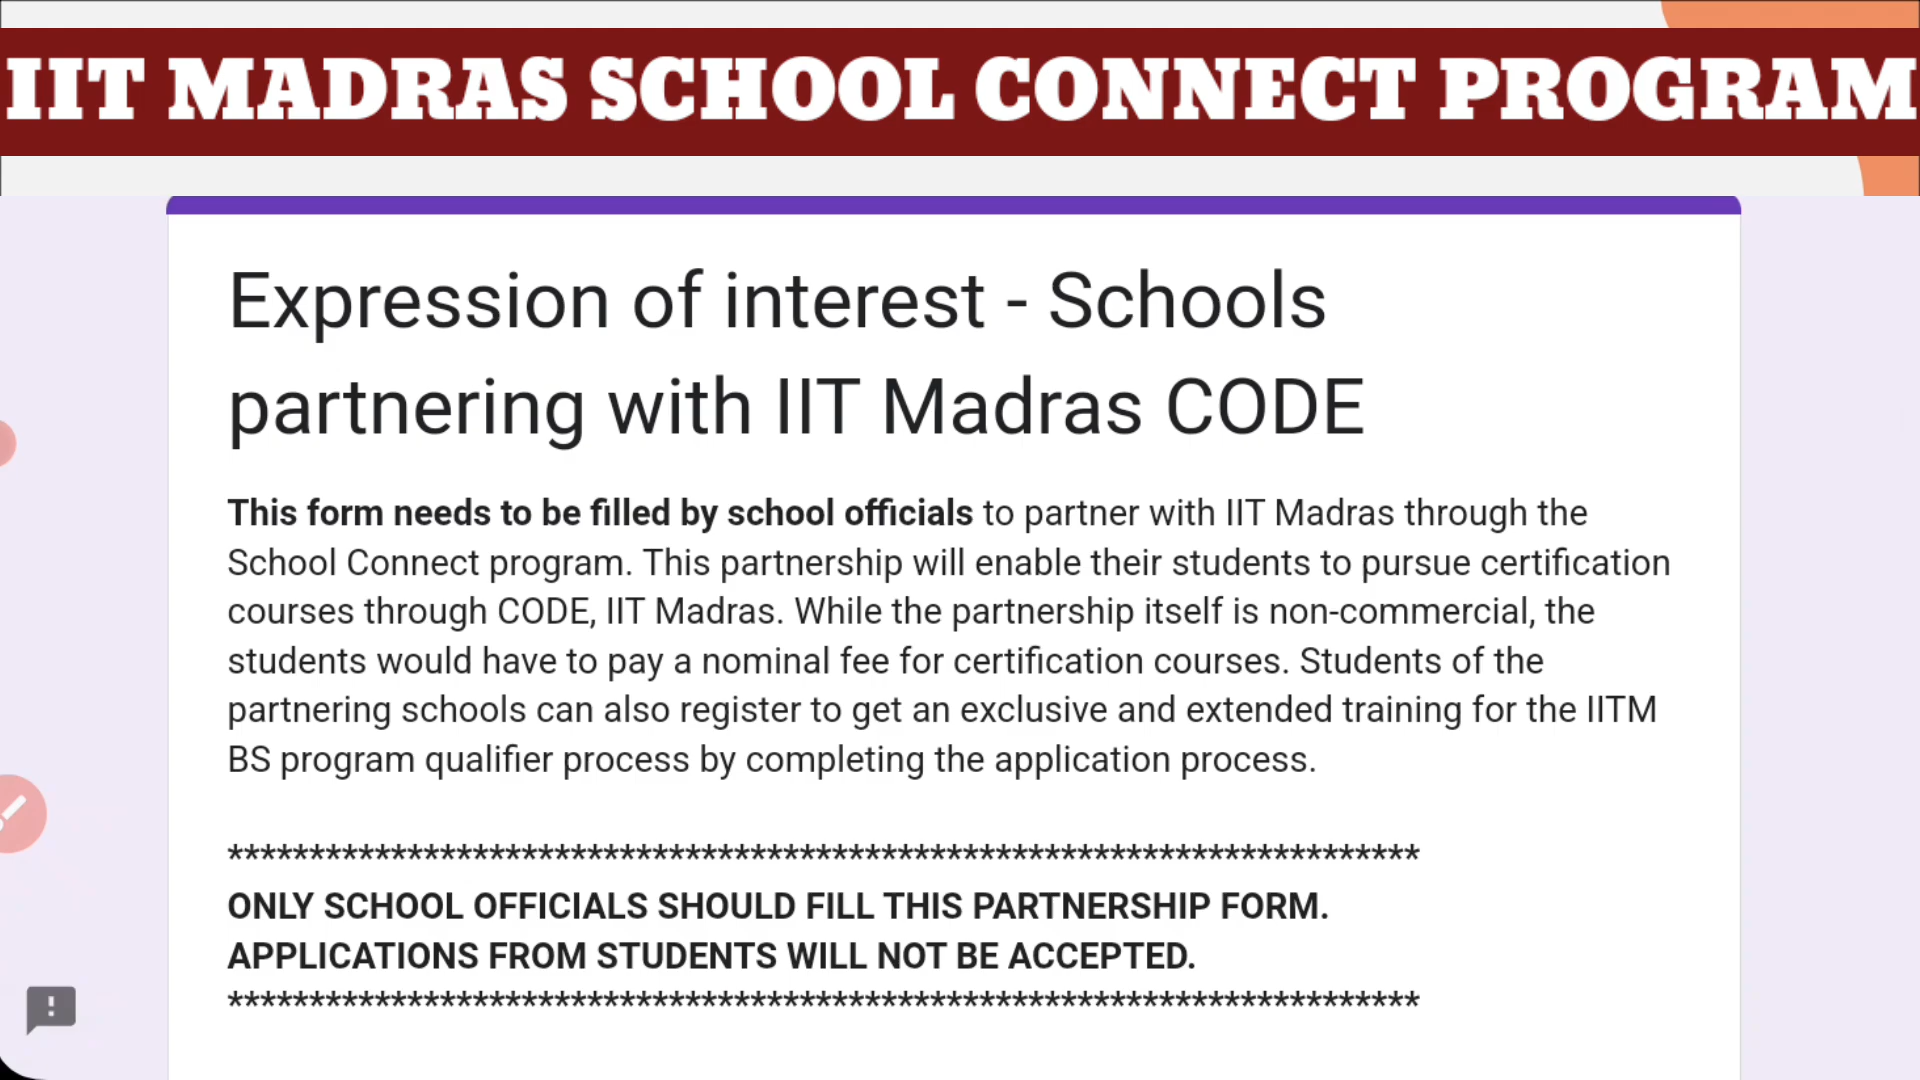 IIT MADRAS SCHOOL CONNECT PROGRAM
Expression of interest - Schools
partnering with IIT Madras CODE
This form needs to be filled by school officials to partner with IIT Madras through the
School Connect program. This partnership will enable their students to pursue certification
courses through CODE, IIT Madras. While the partnership itself is non-commercial, the
students would have to pay a nominal fee for certification courses. Students of the
partnering schools can also register to get an exclusive and extended training for the IITM
BS program qualifier process by completing the application process.
*************************************************************************
ONLY SCHOOL OFFICIALS SHOULD FILL THIS PARTNERSHIP FORM.
APPLICATIONS FROM STUDENTS WILL NOT BE ACCEPTED.
*************************************************************************